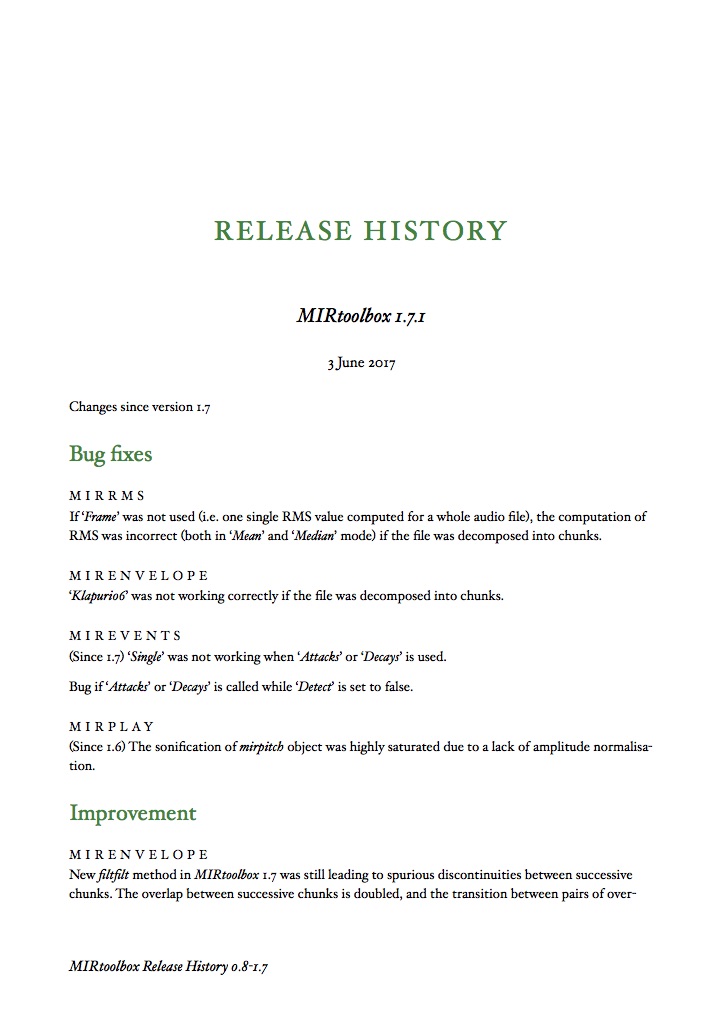 RELEASE HISTORY
MIRtoolbox 1.7.1
3 June 2017
Changes since version 1.7
Bug fixes
MIRRMS
If ‘Frame’ was not used (i.e. one single RMS value computed for a whole audio file), the computation of
RMS was incorrect (both in ‘Mean’ and ‘Median’ mode) if the file was decomposed into chunks.
MIRENVELOPE
‘Klapuri06’ was not working correctly if the file was decomposed into chunks.
MIREVENTS
(Since 1.7) ‘Single’ was not working when ‘Attacks’ or ‘Decays’ is used.
Bug if ‘Attacks’ or ‘Decays’ is called while ‘Detect’ is set to false.
MIRPLAY
(Since 1.6) The sonification of mirpitch object was highly saturated due to a lack of amplitude normalisa-
tion.
Improvement
MIRENVELOPE
New filtfilt method in MIRtoolbox 1.7 was still leading to spurious discontinuities between successive
chunks. The overlap between successive chunks is doubled, and the transition between pairs of over-
MIRtoolbox Release History 0.8-1.7